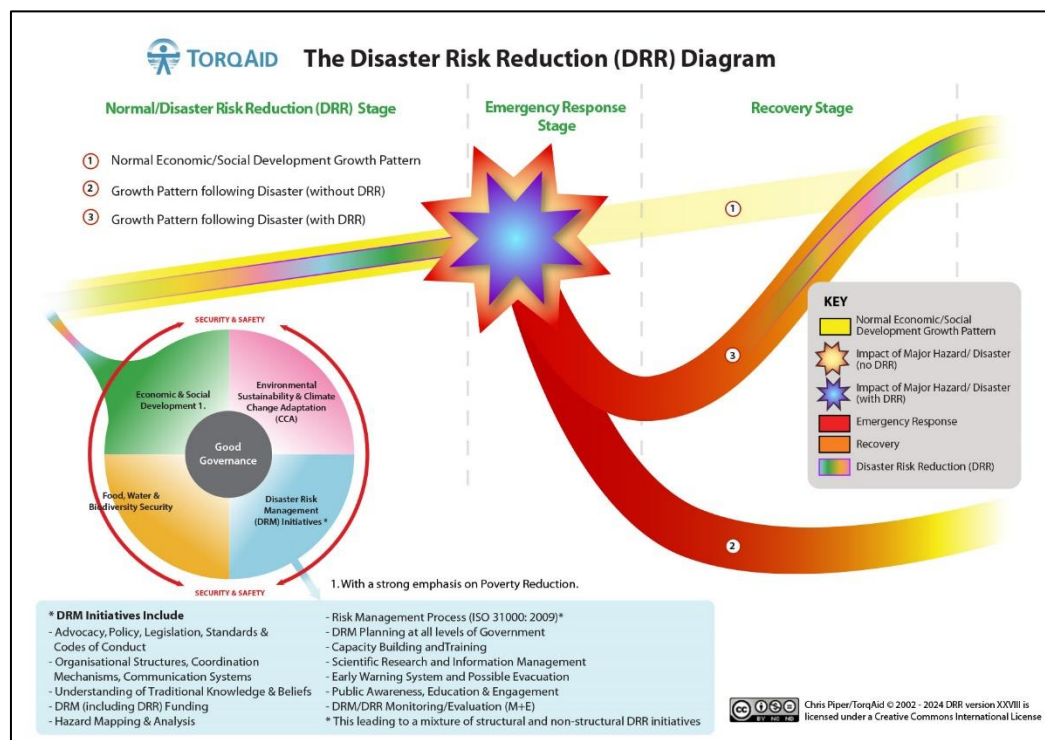 TORQAID The Disaster Risk Reduction (DRR) Diagram
Normal/Disaster Risk Reduction (DRR) Stage
Emergency Response
Stage
Recovery Stage
1 Normal Economic/Social Development Growth Pattern
2 Growth Pattern following Disaster (without DRR)
3 Growth Pattern following Disaster (with DRR)
1
3
2
KEY
Normal Economic/Social
Development Growth Pattern
Impact of Major Hazard/ Disaster
(no DRR)
Impact of Major Hazard/ Disaster
(with DRR)
Emergency Response
Recovery
Disaster Risk Reduction (DRR)
SECURITY & SAFETY
Economic & Social
Development 1.
Environmental
Sustainability & Climate
Change Adaptation
(CCA)
Good
Governance
Food, Water &
Biodiversity Security
Disaster Risk
Management
(DRM) Initiatives *
SECURITY & SAFETY
1. With a strong emphasis on Poverty Reduction.
* DRM Initiatives Include
- Advocacy, Policy, Legislation, Standards &
Codes of Conduct
- Organisational Structures, Coordination
Mechanisms, Communication Systems
- Understanding of Traditional Knowledge & Beliefs
- DRM (including DRR) Funding
- Hazard Mapping & Analysis
- Risk Management Process (ISO 31000: 2009)*
- DRM Planning at all levels of Government
- Capacity Building andTraining
- Scientific Research and Information Management
- Early Warning System and Possible Evacuation
- Public Awareness, Education & Engagement
- DRM/DRR Monitoring/Evaluation (M+E)
* This leading to a mixture of structural and non-structural DRR initiatives
cc
BY NC ND
Chris Piper/TorqAid © 2002 - 2024 DRR version XXVIII is
licensed under a Creative Commons International License